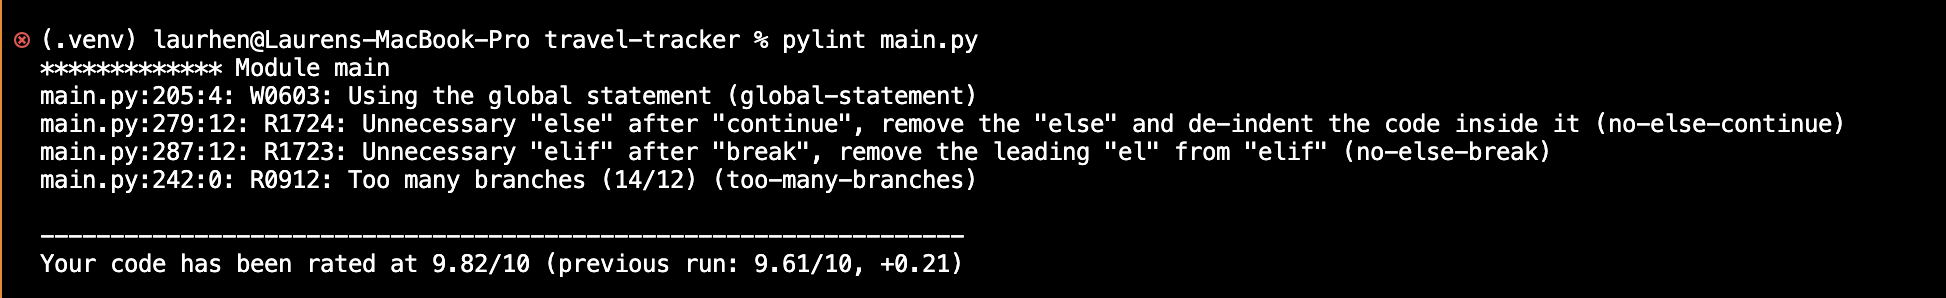 (.venv) laurhen@Laurens-MacBook-Pro travel-tracker % pylint main.py
************* Module main
main.py:205:4: W0603: Using the global statement (global-statement)
main.py:279:12: R1724: Unnecessary "else" after "continue", remove the "else" and de-indent the code inside it (no-else-continue)
main.py:287:12: R1723: Unnecessary "elif" after "break", remove the leading "el" from "elif" (no-else-break)
main.py:242:0: R0912: Too many branches (14/12) (too-many-branches)
------------------------------------------------------------------
Your code has been rated at 9.82/10 (previous run: 9.61/10, +0.21)